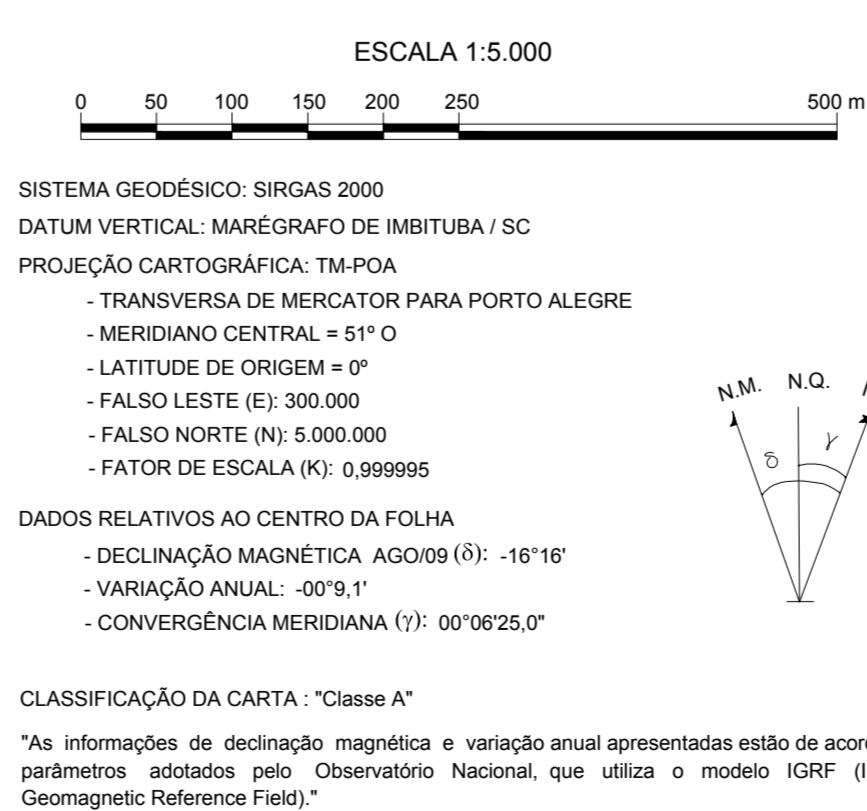 ESCALA 1:5.000
0 50 100 150 200 250 500 m
SISTEMA GEODÉSICO: SIRGAS 2000
DATUM VERTICAL: MARÉGRAFO DE IMBITUBA / SC
PROJEÇÃO CARTOGRÁFICA: TM-POA
- TRANSVERSA DE MERCATOR PARA PORTO ALEGRE
- MERIDIANO CENTRAL = 51º O
- LATITUDE DE ORIGEM = 0º
- FALSO LESTE (E): 300.000
- FALSO NORTE (N): 5.000.000
- FATOR DE ESCALA (K): 0,999995
N.M. N.Q.
δ γ
DADOS RELATIVOS AO CENTRO DA FOLHA
- DECLINAÇÃO MAGNÉTICA AGO/09 (δ): -16°16'
- VARIAÇÃO ANUAL: -00°9,1'
- CONVERGÊNCIA MERIDIANA (γ): 00°06'25,0"
CLASSIFICAÇÃO DA CARTA : "Classe A"
"As informações de declinação magnética e variação anual apresentadas estão de acor
parâmetros adotados pelo Observatório Nacional, que utiliza o modelo IGRF (I
Geomagnetic Reference Field)."